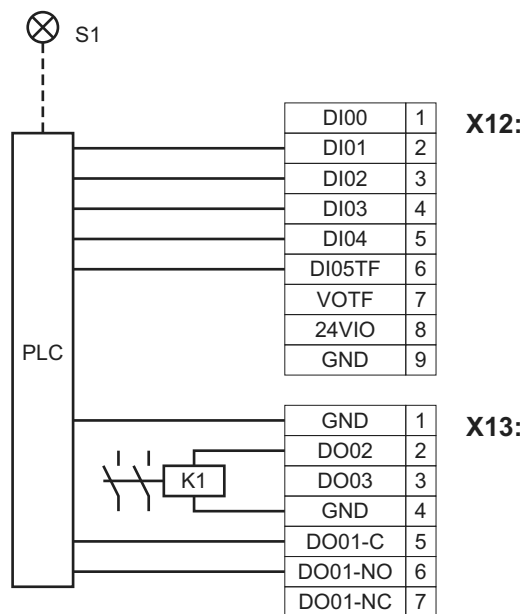 S1
DI00 1 X12:
DI01 2
DI02 3
DI03 4
DI04 5
DI05TF 6
VOTF 7
24VIO 8
PLC
GND 9
GND 1 X13:
DO02 2
K1
DO03 3
GND 4
DO01-C 5
DO01-NO 6
DO01-NC 7